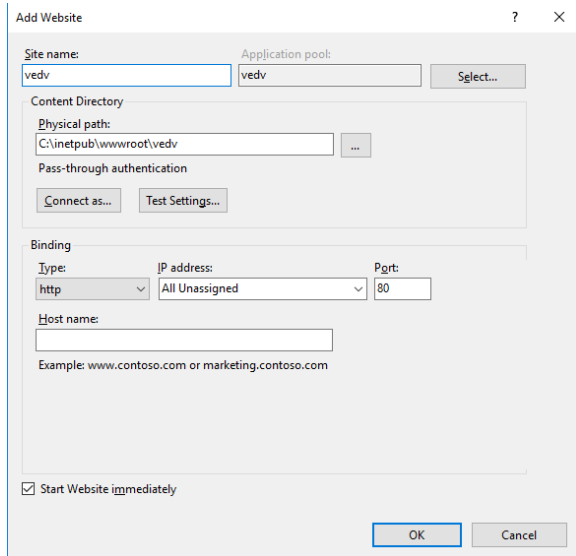 Add Website ? ×
Site name: Application pool:
vedv vedv Select...
Content Directory
Physical path:
C:\inetpub\wwwroot\vedv ...
Pass-through authentication
Connect as... Test Settings...
Binding
Type: IP address: Port:
http All Unassigned 80
Host name:
Example: www.contoso.com or marketing.contoso.com
Start Website immediately
OK Cancel